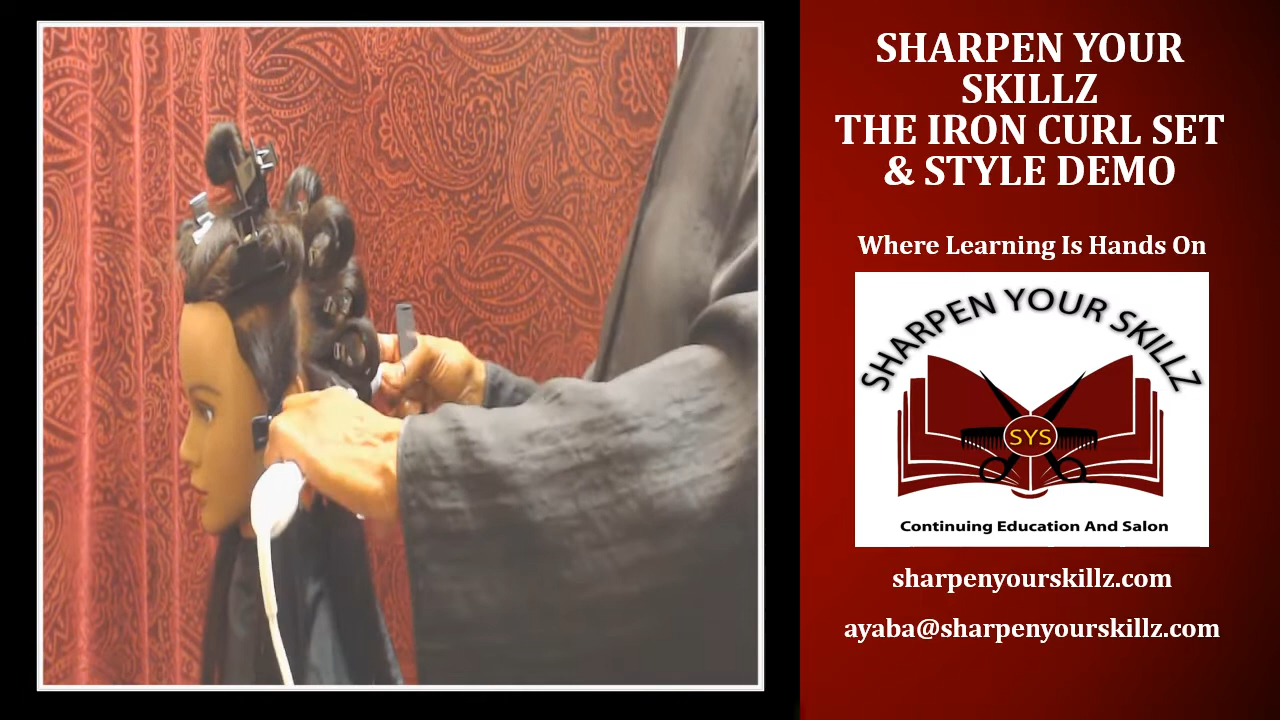 SHARPEN YOUR
SKILLZ
THE IRON CURL SET
& STYLE DEMO
Where Learning Is Hands On
SHARPEN YOUR SKILLZ
SYS
Continuing Education And Salon
sharpenyourskillz.com
ayaba@sharpenyourskillz.com